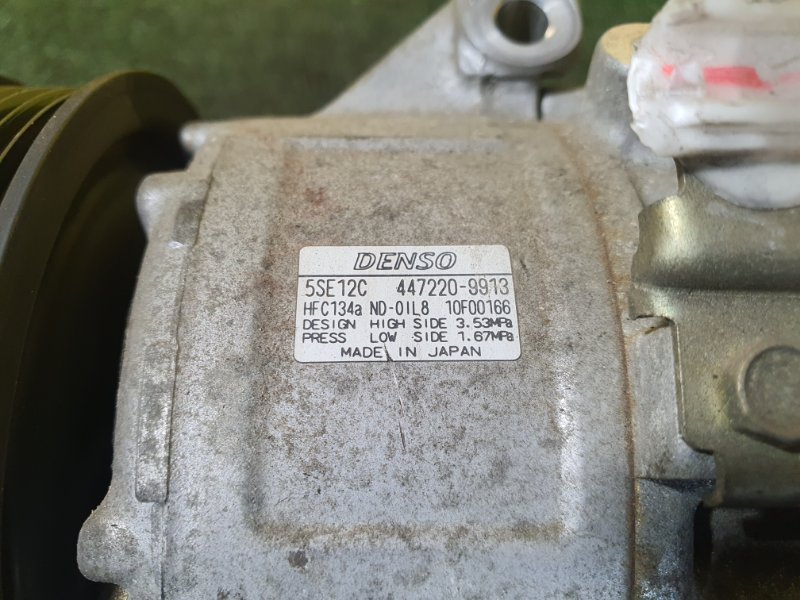 DENSO
5SE12C 447220-9913
HFC134a ND-OIL8 10F00166
DESIGN HIGH SIDE 3.53MPa
PRESS LOW SIDE 1.67MPa
MADE IN JAPAN